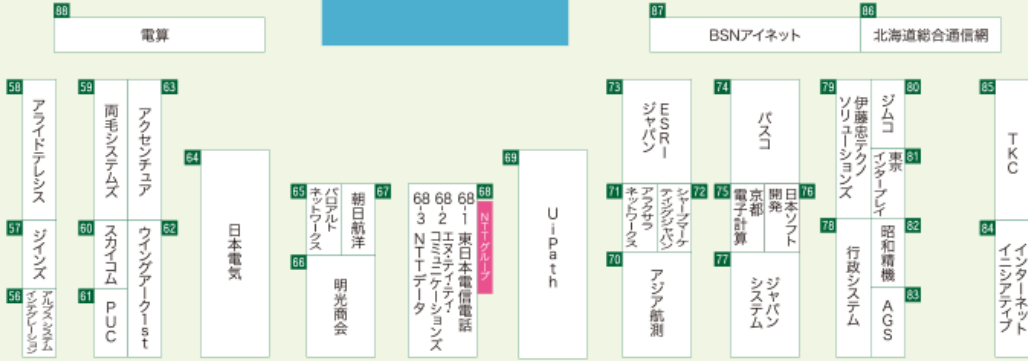 88
電算
87
BSNアイネット
86
北海道総合通信網
58
アライドテレシス
57
ジインズ
56
アルプス システム
インテグレーション
59
両毛システムズ
63
アクセンチュア
60
スカイコム
62
ウイングアーク1st
61
PUC
64
日本電気
65
パロアルト
ネットワークス
67
朝日航洋
66
明光商会
68
NTTグループ
68-1 東日本電信電話
68-2 エヌ・ティ・ティ・
コミュニケーションズ
68-3 NTTデータ
69
UiPath
73
ESRI
ジャパン
71
アラクサラ
ネットワークス
72
シャープマーケ
ティングジャパン
70
アジア航測
74
パスコ
75
京都
電子計算
76
日本ソフト
開発
77
ジャパン
システム
79
伊藤忠テクノ
ソリューションズ
80
ジムコ
81
東京
インタープレイ
78
行政システム
82
昭和精機
83
AGS
85
TKC
84
インターネット
イニシアティブ